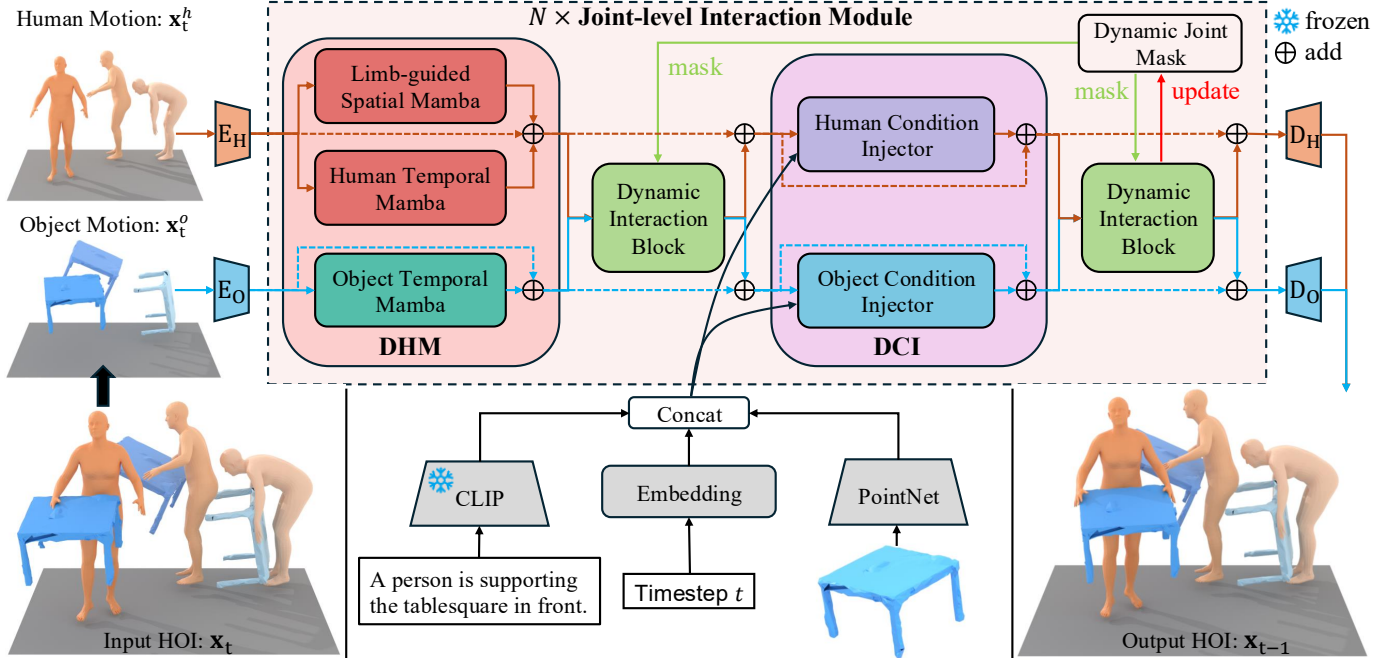 Human Motion: x_t^h
N × Joint-level Interaction Module
frozen
add
Dynamic Joint
Mask
mask
mask
update
Limb-guided
Spatial Mamba
Human Temporal
Mamba
E_H
Human Condition
Injector
D_H
Dynamic
Interaction
Block
Dynamic
Interaction
Block
Object Motion: x_t^o
E_O
Object Temporal
Mamba
Object Condition
Injector
D_O
DHM
DCI
Concat
CLIP
Embedding
PointNet
A person is supporting
the tablesquare in front.
Timestep t
Input HOI: x_t
Output HOI: x_{t−1}